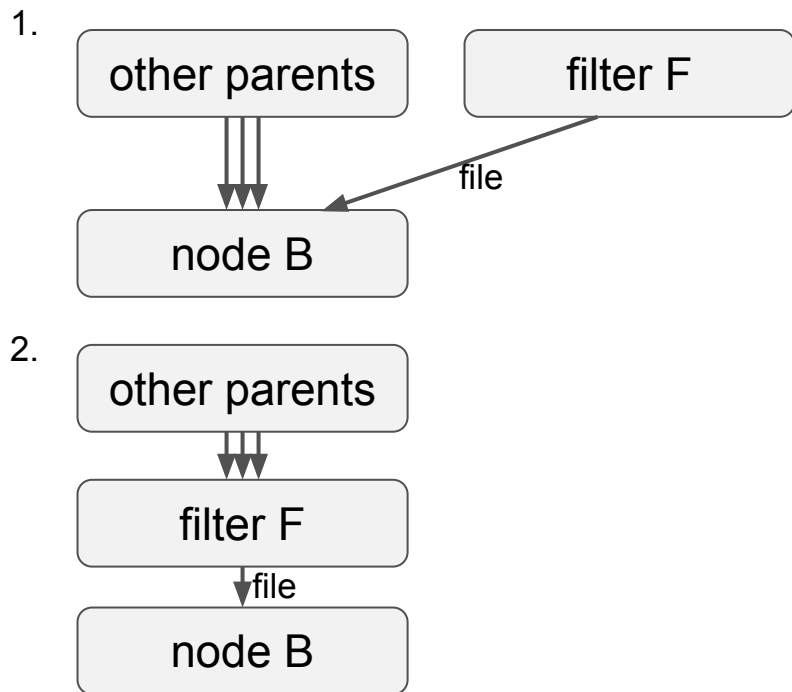 1.
other parents
filter F
file
node B
2.
other parents
filter F
file
node B